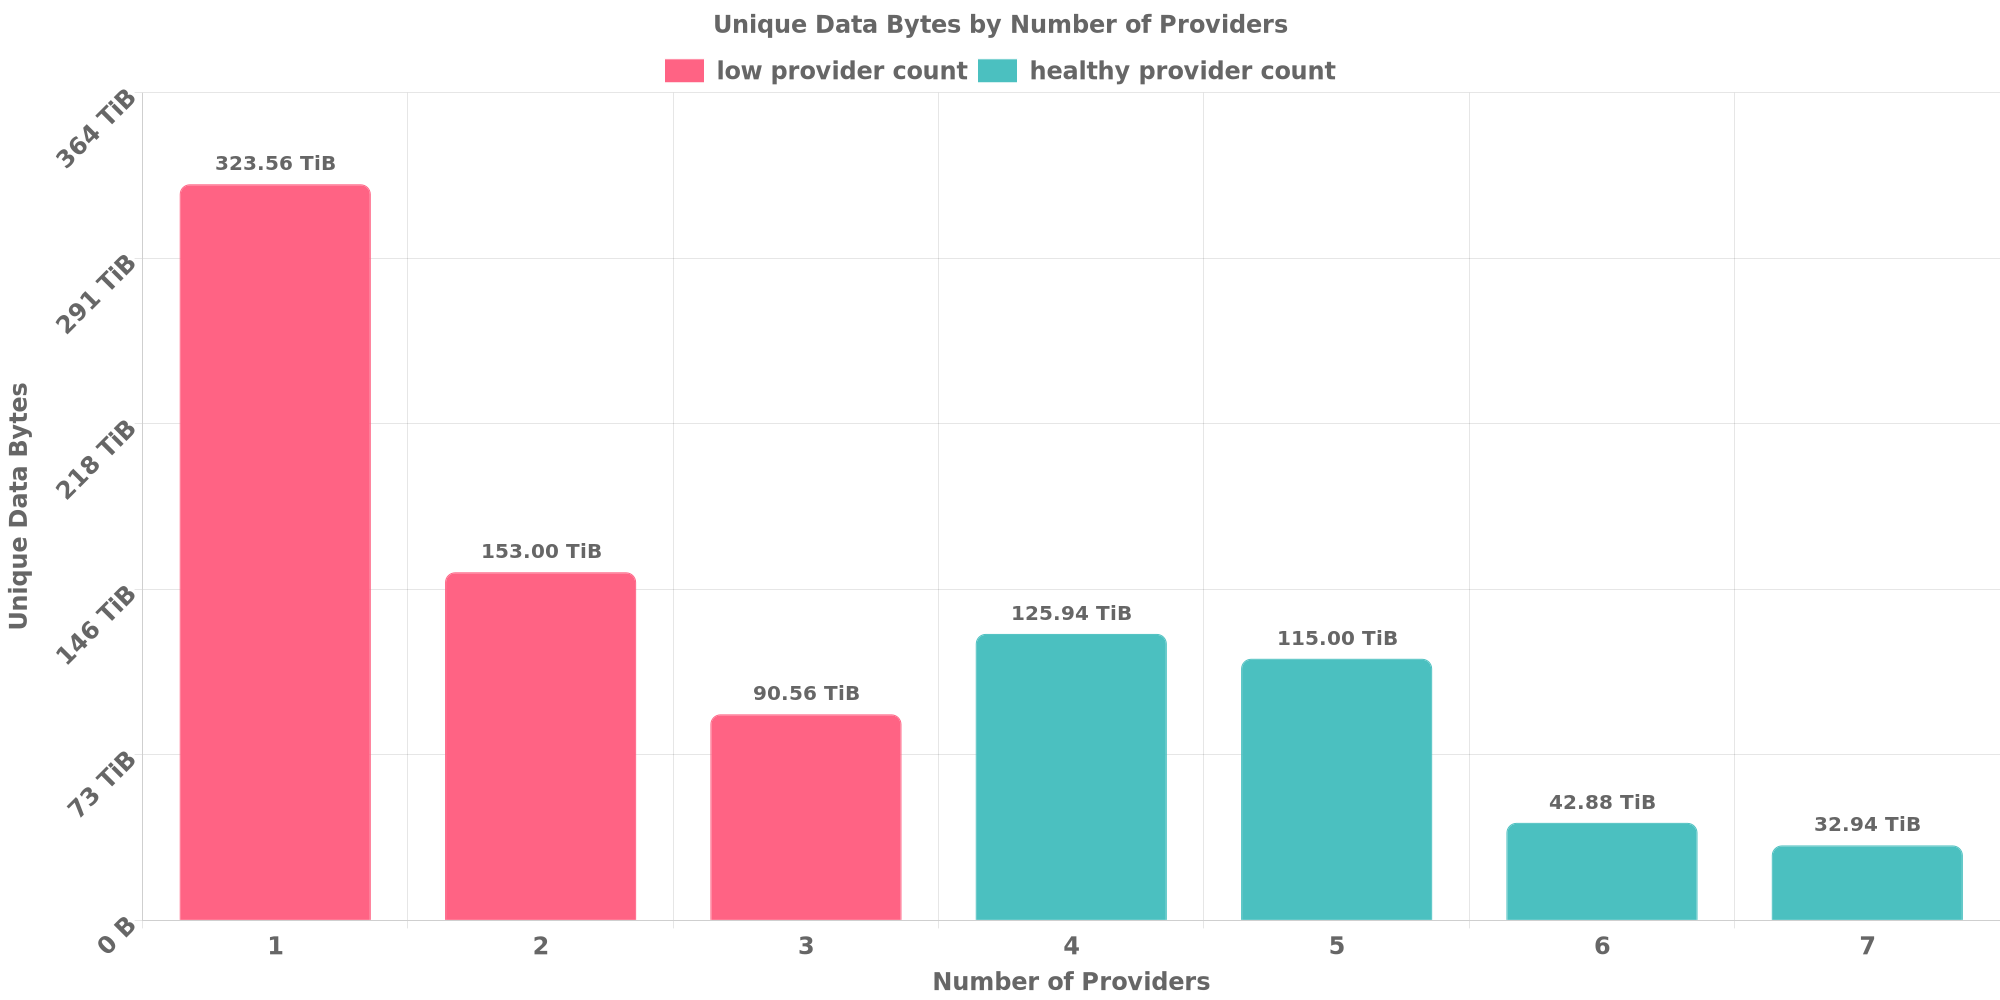 Unique Data Bytes by Number of Providers
low provider count healthy provider count
364 TiB
291 TiB
218 TiB
146 TiB
73 TiB
0 B
Unique Data Bytes
323.56 TiB
153.00 TiB
90.56 TiB
125.94 TiB
115.00 TiB
42.88 TiB
32.94 TiB
1 2 3 4 5 6 7
Number of Providers